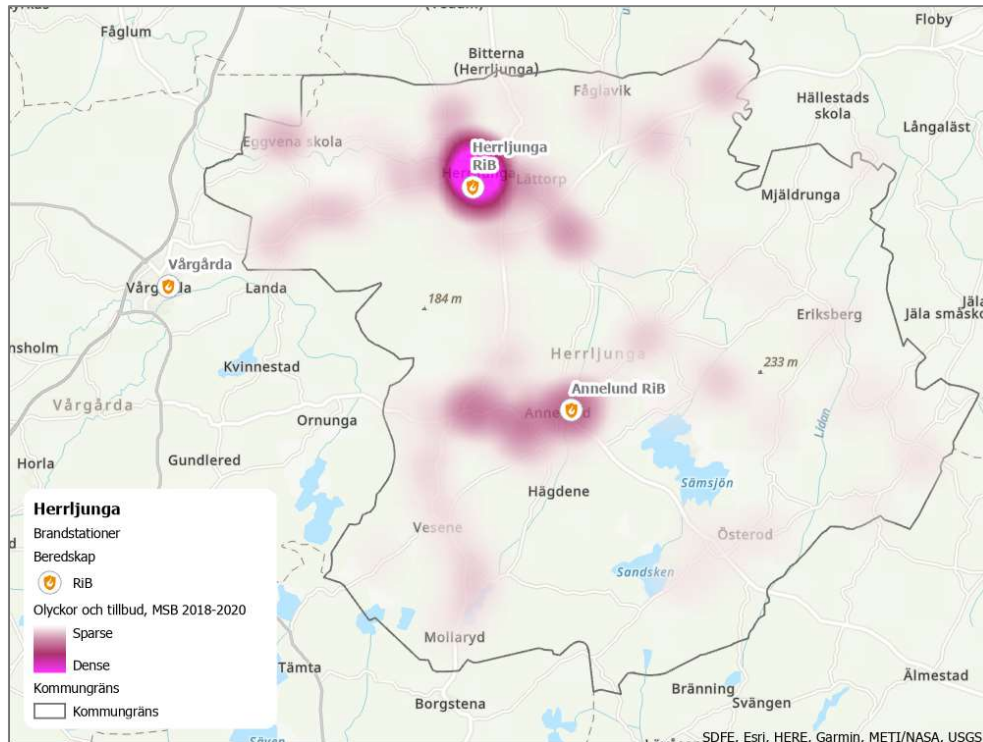 Fåglum
Floby
Bitterna
(Herrljunga)
Fåglavik
Hällestads
skola
Långaläst
Eggvena skola
Herrljunga
RiB
Lättorp
Mjäldrunga
Vårgårda
Landa
184 m
Eriksberg
Jäla småsko
Kvinnestad
Herrljunga
233 m
Vårgårda
Ornunga
Annelund RiB
Annelund
Lidan
Horla
Gundlered
Hägdene
Sämsjön
Vesene
Österod
Sandsken
Mollaryd
Tämta
Borgstena
Bränning
Svängen
Älmestad
Herrljunga
Brandstationer
Beredskap
RiB
Olyckor och tillbud, MSB 2018-2020
Sparse
Dense
Kommungräns
Kommungräns
SDFE, Esri, HERE, Garmin, METI/NASA, USGS